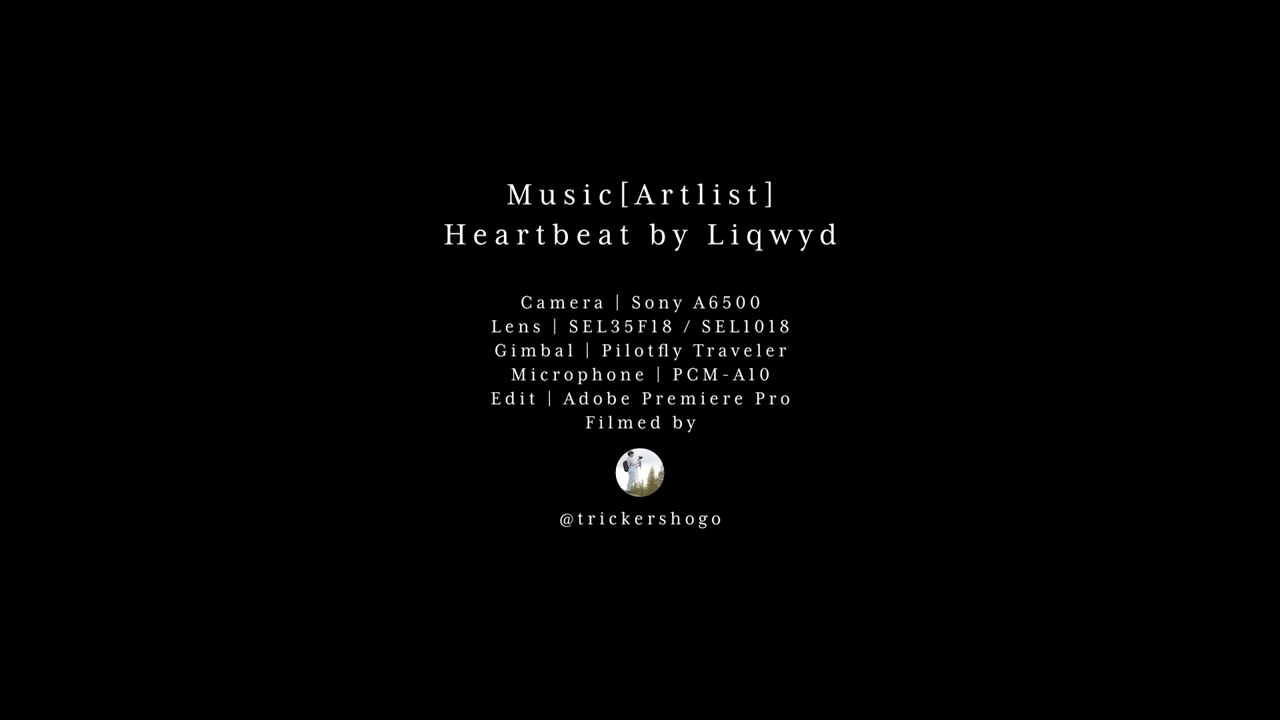 Music[Artlist]
Heartbeat by Liqwyd
Camera | Sony A6500
Lens | SEL35F18 / SEL1018
Gimbal | Pilotfly Traveler
Microphone | PCM-A10
Edit | Adobe Premiere Pro
Filmed by
@trickershogo